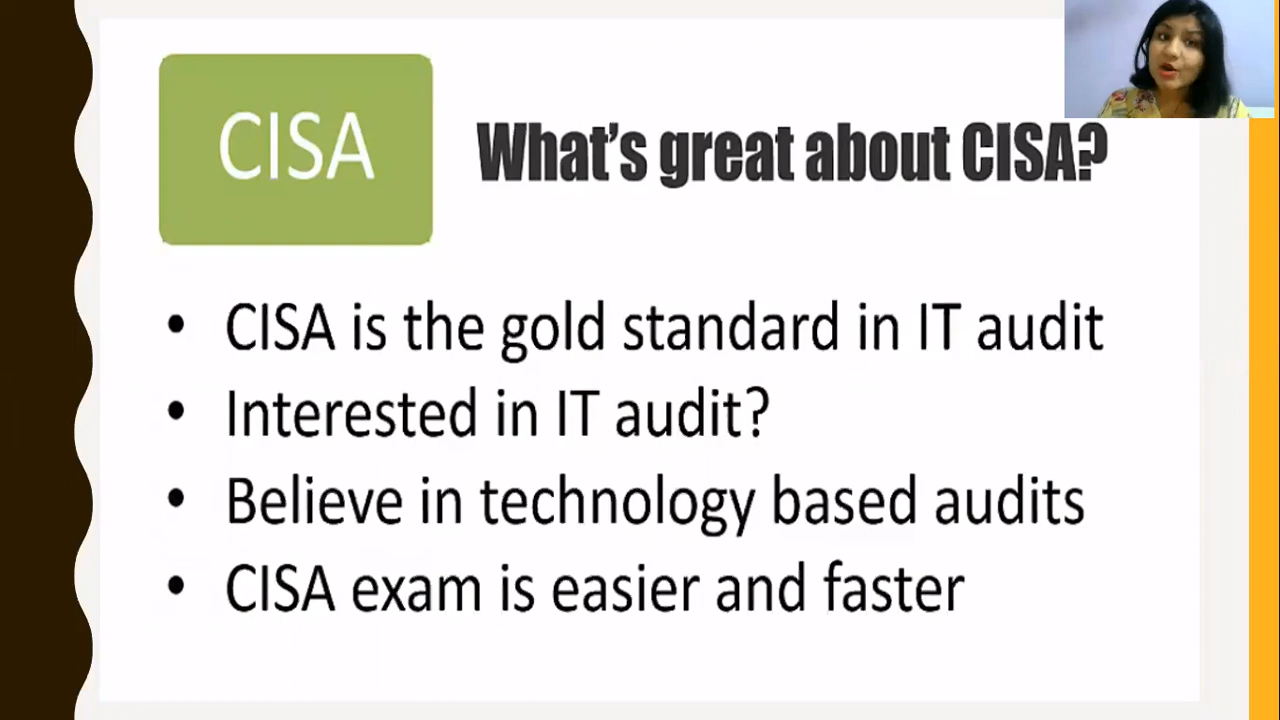 CISA
What's great about CISA?
• CISA is the gold standard in IT audit
• Interested in IT audit?
• Believe in technology based audits
• CISA exam is easier and faster